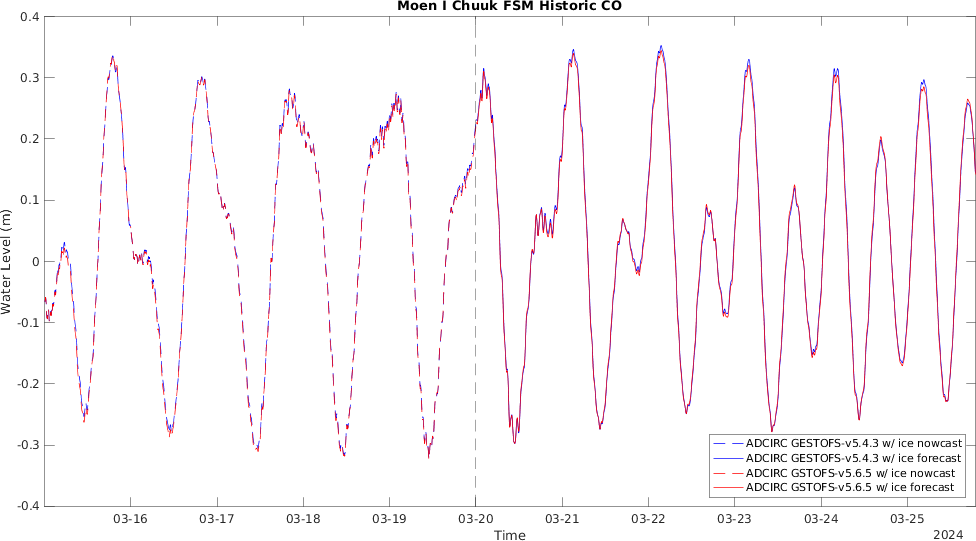 Moen I Chuuk FSM Historic CO
0.4
0.3
0.2
0.1
0
-0.1
-0.2
-0.3
-0.4
Water Level (m)
03-16 03-17 03-18 03-19 03-20 03-21 03-22 03-23 03-24 03-25
Time
2024
ADCIRC GESTOFS-v5.4.3 w/ ice nowcast
ADCIRC GESTOFS-v5.4.3 w/ ice forecast
ADCIRC GSTOFS-v5.6.5 w/ ice nowcast
ADCIRC GSTOFS-v5.6.5 w/ ice forecast